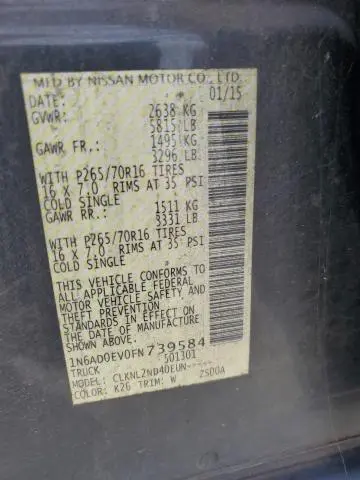 MFD BY NISSAN MOTOR CO., LTD.
DATE: 01/15
GVWR: 2638 KG
5815 LB
GAWR FR.: 1495 KG
3296 LB
WITH P265/70R16 TIRES
16 X 7.0 RIMS AT 35 PSI
COLD SINGLE
GAWR RR.: 1511 KG
3331 LB
WITH P265/70R16 TIRES
16 X 7.0 RIMS AT 35 PSI
COLD SINGLE
THIS VEHICLE CONFORMS TO
ALL APPLICABLE FEDERAL
MOTOR VEHICLE SAFETY AND
THEFT PREVENTION
STANDARDS IN EFFECT ON
THE DATE OF MANUFACTURE
SHOWN ABOVE.
1N6AD0EV0FN739584
TRUCK 501301
MODEL: CLKNL2ND40EUN-----
COLOR: K26 TRIM: W ZSD0A